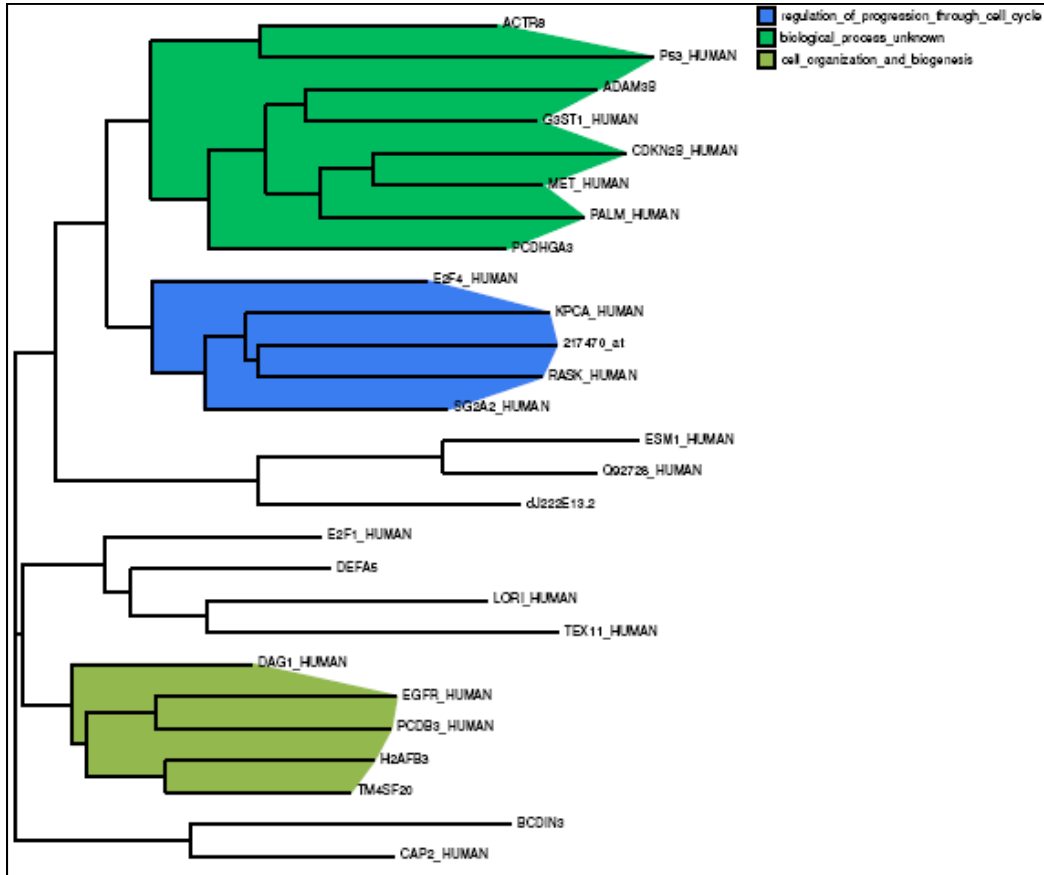 regulation_of_progression_through_cell_cycle
biological_process_unknown
cell_organization_and_biogenesis
ACTR8
P53_HUMAN
ADAM3B
G3ST1_HUMAN
CDKN2B_HUMAN
MET_HUMAN
PALM_HUMAN
PCDHGA3
E2F4_HUMAN
KPCA_HUMAN
217470_at
RASK_HUMAN
SG2A2_HUMAN
ESM1_HUMAN
Q92728_HUMAN
dJ222E13.2
E2F1_HUMAN
DEFA5
LORI_HUMAN
TEX11_HUMAN
DAG1_HUMAN
EGFR_HUMAN
PCDB3_HUMAN
H2AFB3
TM4SF20
BCDIN3
CAP2_HUMAN